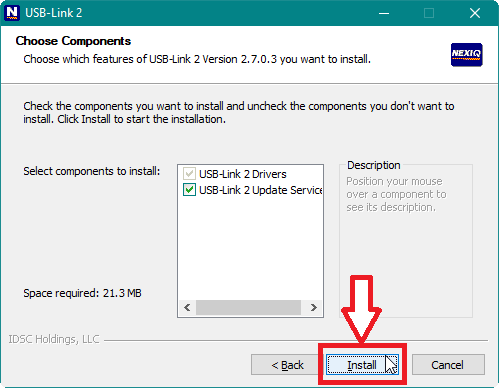 N USB-Link 2
Choose Components
Choose which features of USB-Link 2 Version 2.7.0.3 you want to install.
NEXIQ
Check the components you want to install and uncheck the components you don't want to
install. Click Install to start the installation.
Select components to install:
USB-Link 2 Drivers
USB-Link 2 Update Service
Description
Position your mouse
over a component to
see its description.
Space required: 21.3 MB
IDSC Holdings, LLC
< Back
Install
Cancel